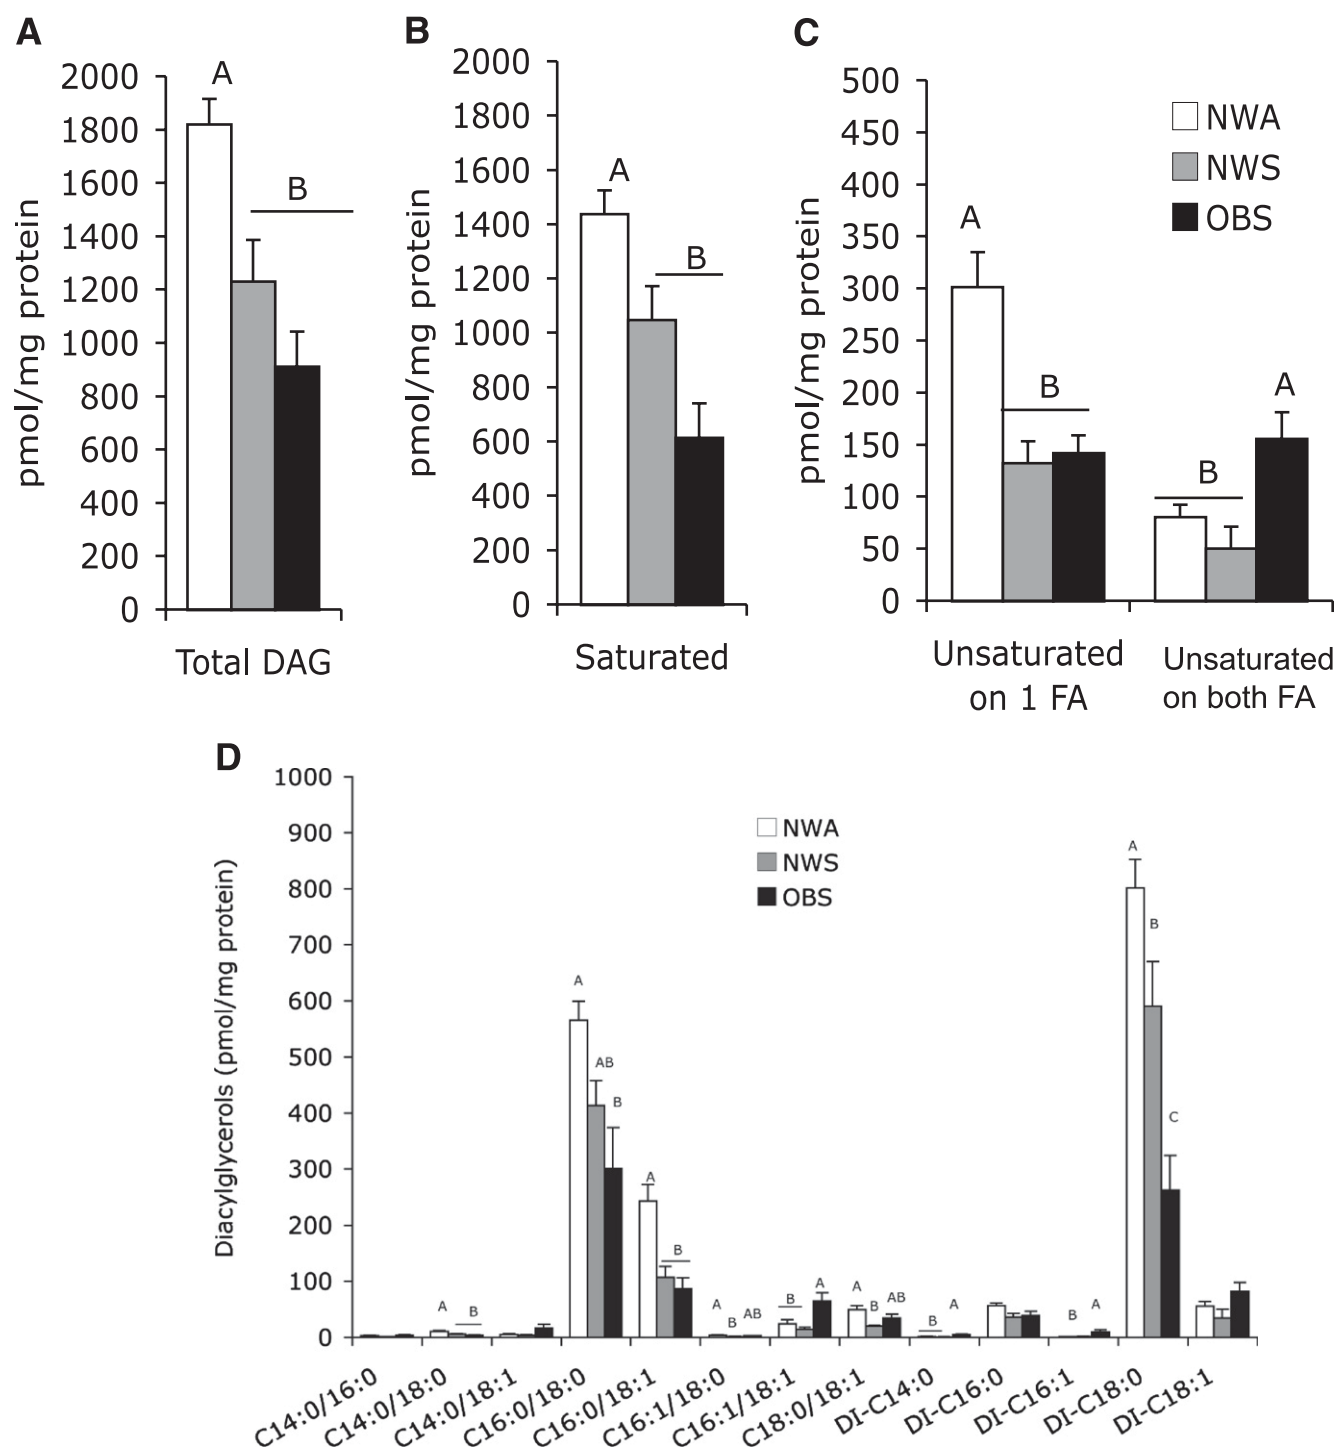 A
2000
1800
1600
1400
1200
1000
800
600
400
200
0
pmol/mg protein
A
B
Total DAG
B
2000
1800
1600
1400
1200
1000
800
600
400
200
0
pmol/mg protein
A
B
Saturated
C
500
450
400
350
300
250
200
150
100
50
0
pmol/mg protein
NWA
NWS
OBS
A
B
B
A
Unsaturated
on 1 FA
Unsaturated
on both FA
D
1000
900
800
700
600
500
400
300
200
100
0
Diacylglycerols (pmol/mg protein)
NWA
NWS
OBS
A
B
A
AB
B
A
B
A
B
AB
B
A
A
B
AB
B
A
B
A
A
B
C
C14:0/16:0
C14:0/18:0
C14:0/18:1
C16:0/18:0
C16:0/18:1
C16:1/18:0
C16:1/18:1
C18:0/18:1
DI-C14:0
DI-C16:0
DI-C16:1
DI-C18:0
DI-C18:1